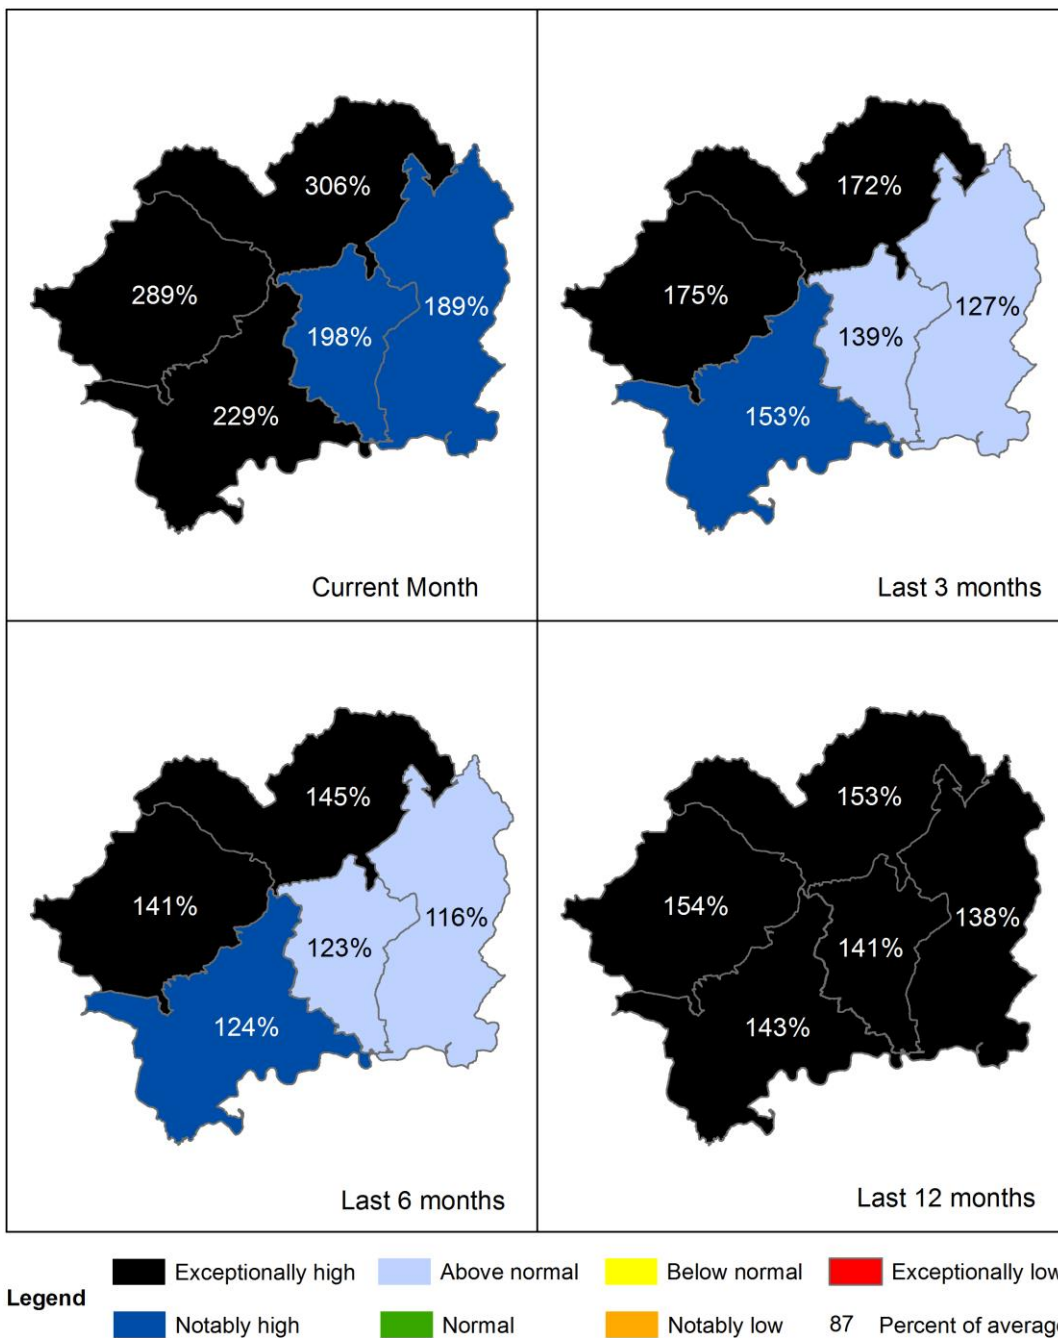 306%
289%
189%
198%
229%
Current Month
172%
175%
127%
139%
153%
Last 3 months
145%
141%
116%
123%
124%
Last 6 months
153%
154%
138%
141%
143%
Last 12 months
Legend
Exceptionally high
Above normal
Below normal
Exceptionally low
Notably high
Normal
Notably low
87 Percent of average